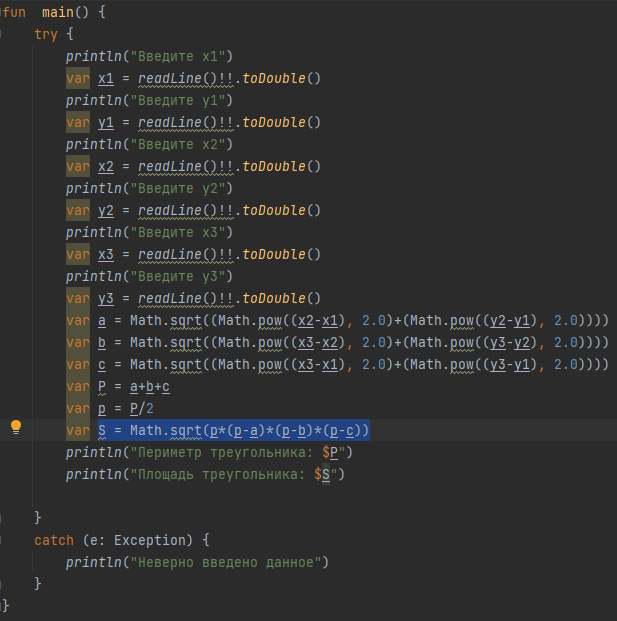 fun  main() {
    try {
        println("Введите x1")
        var x1 = readLine()!!.toDouble()
        println("Введите y1")
        var y1 = readLine()!!.toDouble()
        println("Введите x2")
        var x2 = readLine()!!.toDouble()
        println("Введите y2")
        var y2 = readLine()!!.toDouble()
        println("Введите x3")
        var x3 = readLine()!!.toDouble()
        println("Введите y3")
        var y3 = readLine()!!.toDouble()
        var a = Math.sqrt((Math.pow((x2-x1), 2.0)+(Math.pow((y2-y1), 2.0))))
        var b = Math.sqrt((Math.pow((x3-x2), 2.0)+(Math.pow((y3-y2), 2.0))))
        var c = Math.sqrt((Math.pow((x3-x1), 2.0)+(Math.pow((y3-y1), 2.0))))
        var P = a+b+c
        var p = P/2
        var S = Math.sqrt(p*(p-a)*(p-b)*(p-c))
        println("Периметр треугольника: $P")
        println("Площадь треугольника: $S")
    }
    catch (e: Exception) {
        println("Неверно введено данное")
    }
}